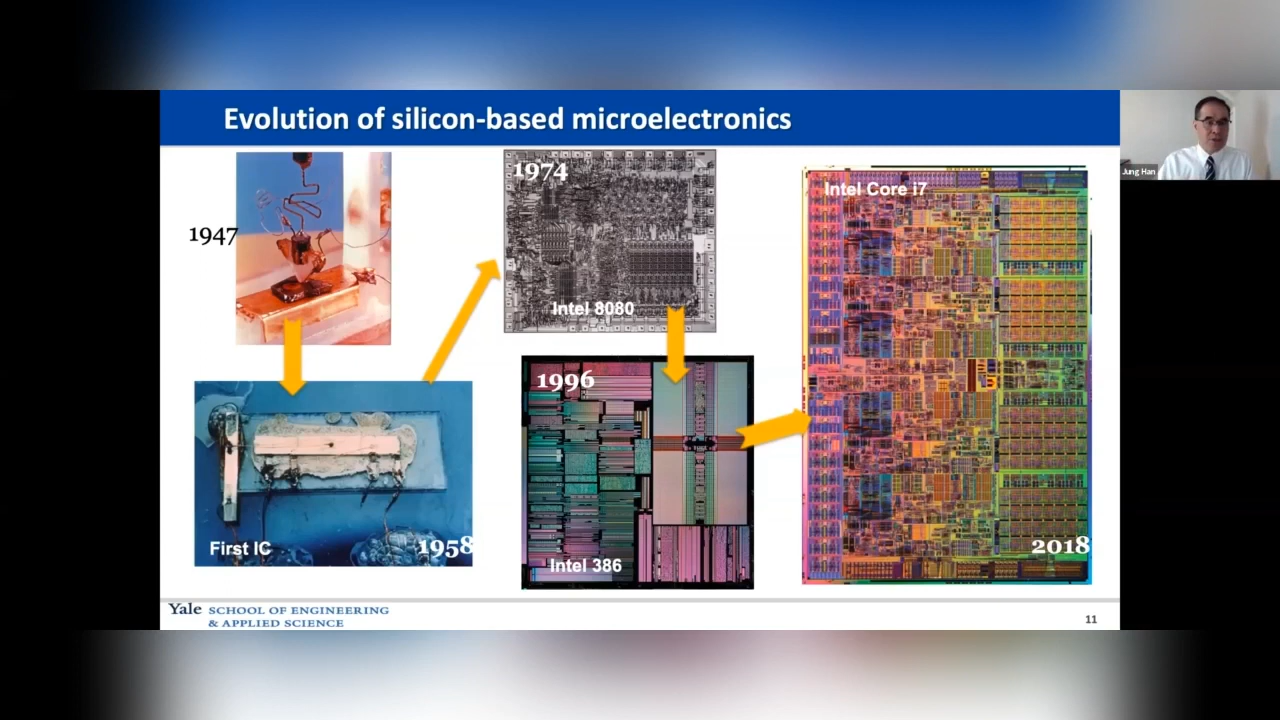 Evolution of silicon-based microelectronics
Jung Han
1947
1974
Intel 8080
Intel Core i7
1996
Intel 386
First IC
1958
2018
Yale SCHOOL OF ENGINEERING
& APPLIED SCIENCE
11